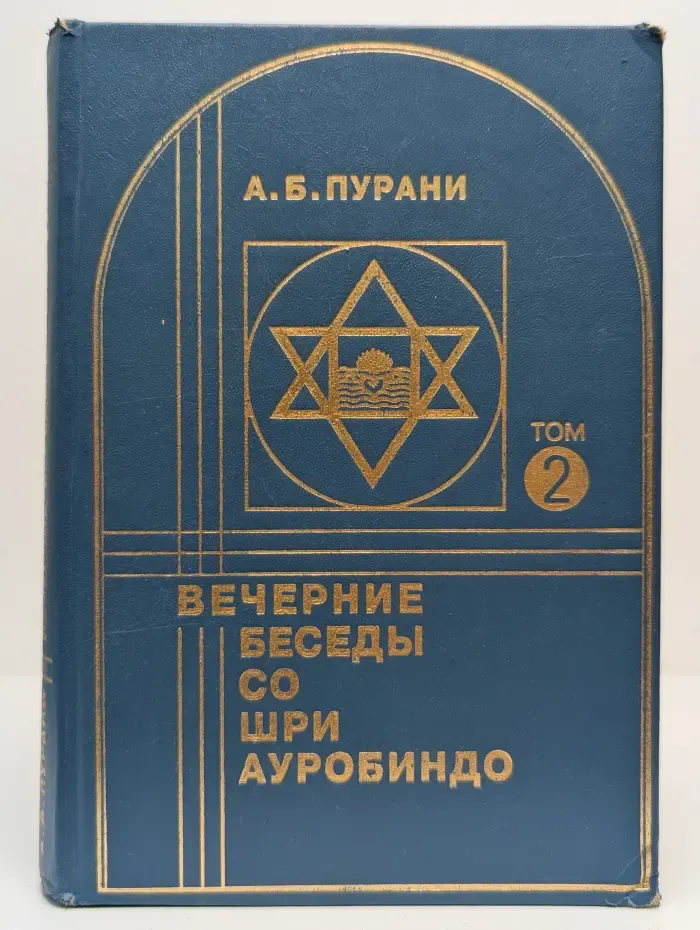 А.Б.ПУРАНИ
ТОМ
2
ВЕЧЕРНИЕ
БЕСЕДЫ
СО
ШРИ
АУРОБИНДО